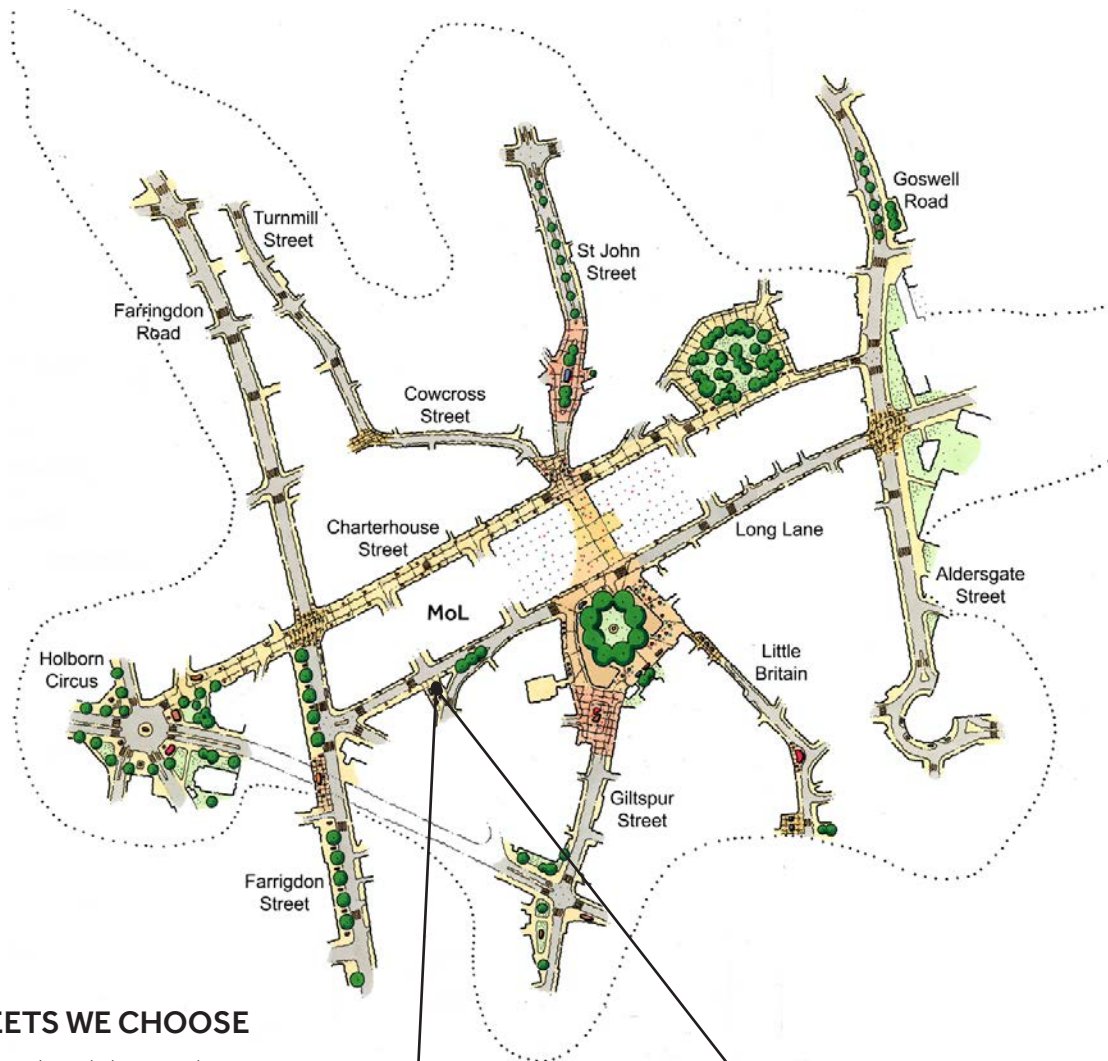 Goswell
Road
Turnmill
Street
St John
Street
Farringdon
Road
Cowcross
Street
Charterhouse
Street
Long Lane
Aldersgate
Street
MoL
Holborn
Circus
Little
Britain
Giltspur
Street
Farrigdon
Street
EETS WE CHOOSE